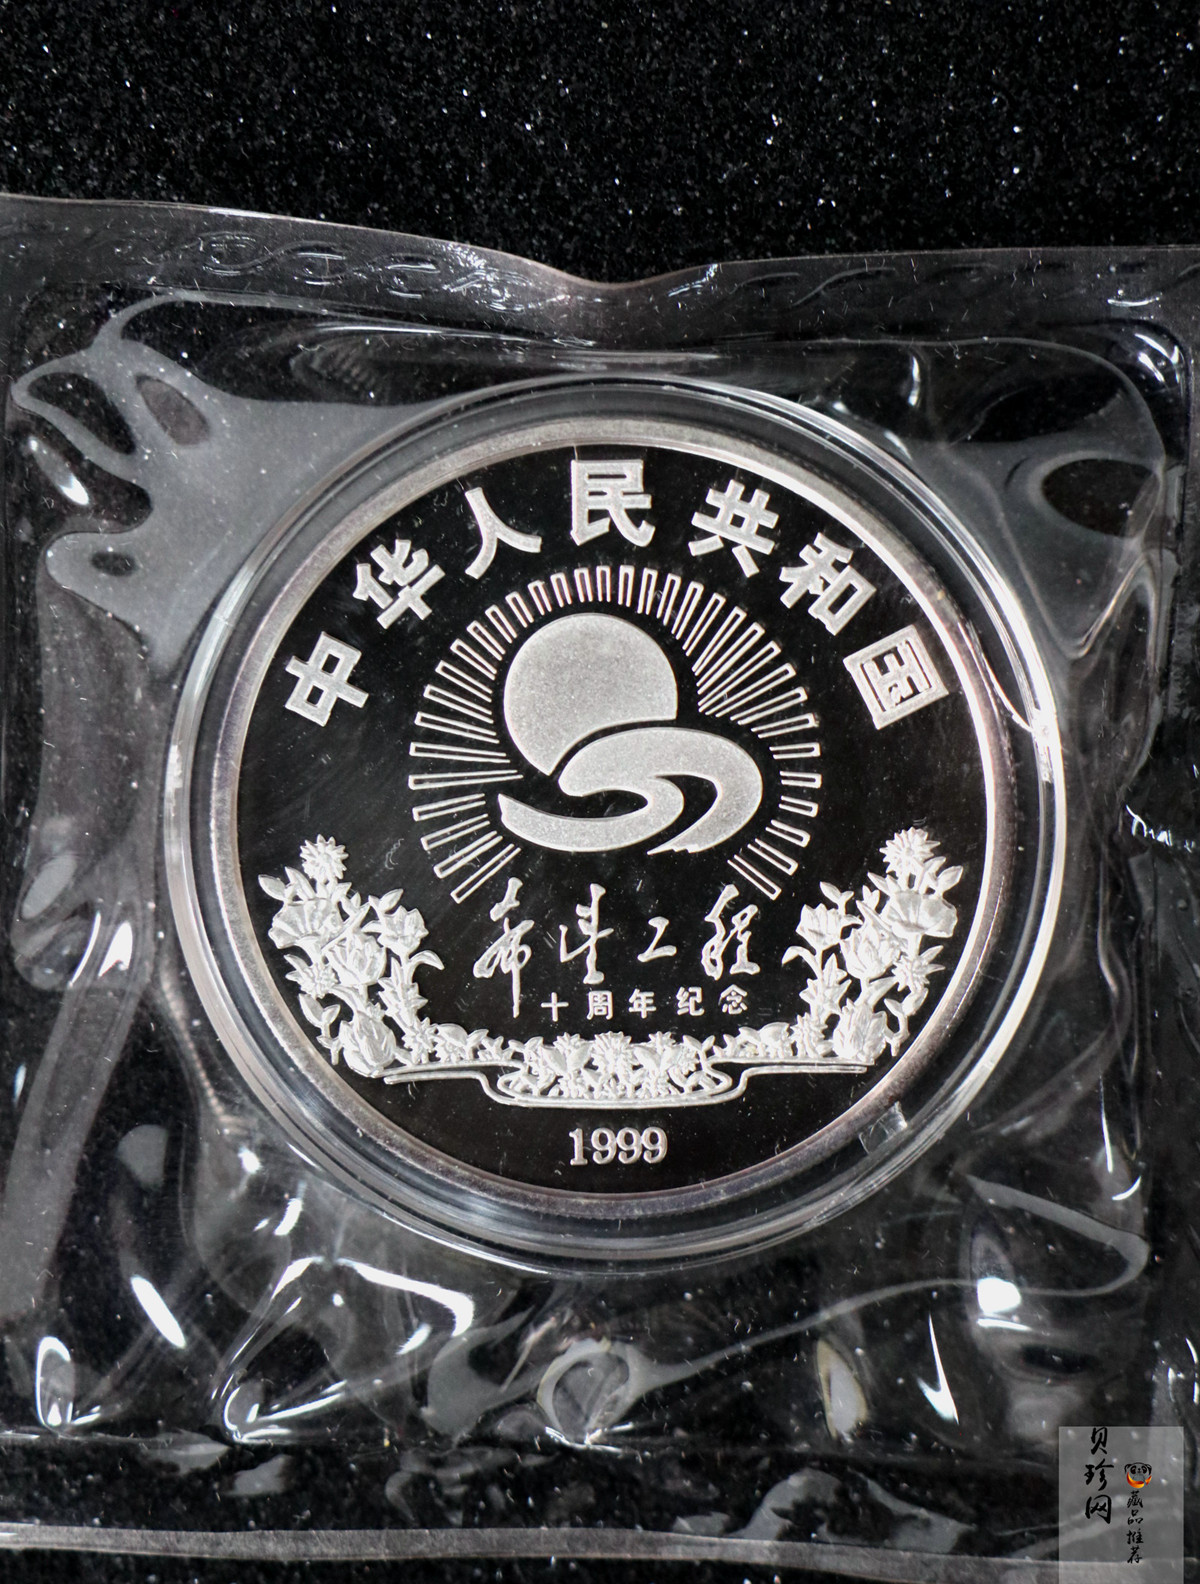 中华人民共和国
希望工程
十周年纪念
1999
贝珍网
藏品推荐